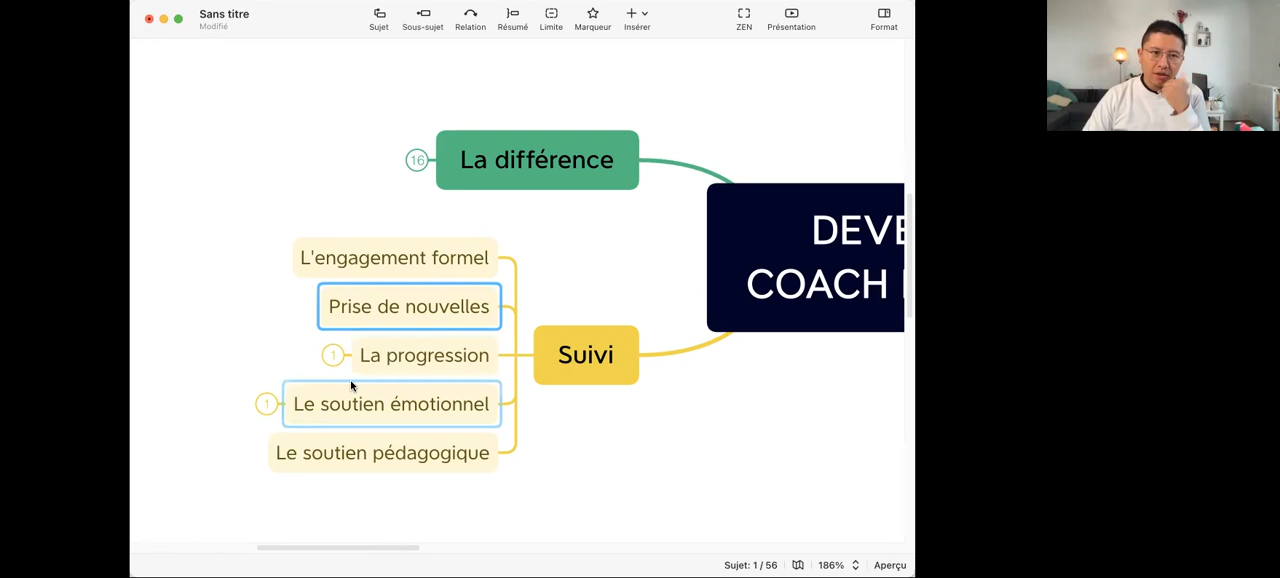 Sans titre
Modifié
Sujet
Sous-sujet
Relation
Résumé
Limite
Marqueur
Insérer
ZEN
Présentation
Format
16
La différence
DEVE
COACH
L'engagement formel
Prise de nouvelles
1
La progression
Suivi
1
Le soutien émotionnel
Le soutien pédagogique
Sujet: 1 / 56
186%
Aperçu